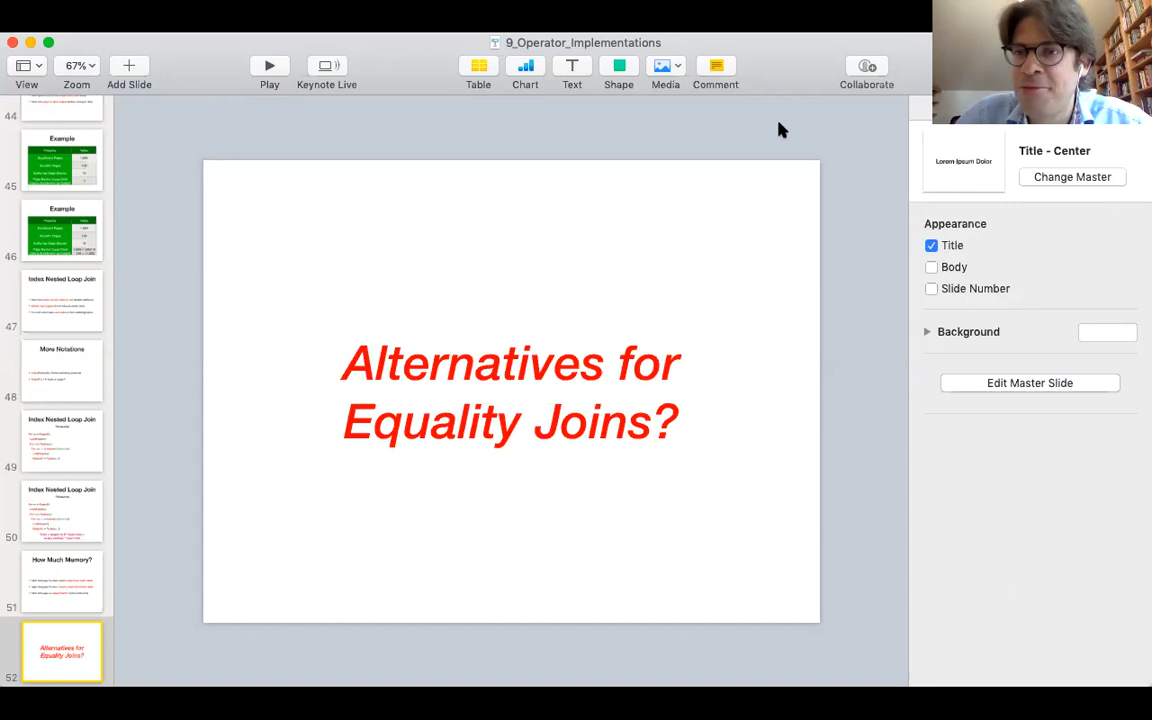 9_Operator_Implementations
67%
View
Zoom
Add Slide
Play
Keynote Live
Table
Chart
Text
Shape
Media
Comment
Collaborate
44
Example
45
Example
46
Index Nested Loop Join
47
More Notations
48
Index Nested Loop Join
49
Index Nested Loop Join
50
How Much Memory?
51
Alternatives for
Equality Joins?
52
Alternatives for
Equality Joins?
Lorem Ipsum Dolor
Title - Center
Change Master
Appearance
Title
Body
Slide Number
Background
Edit Master Slide